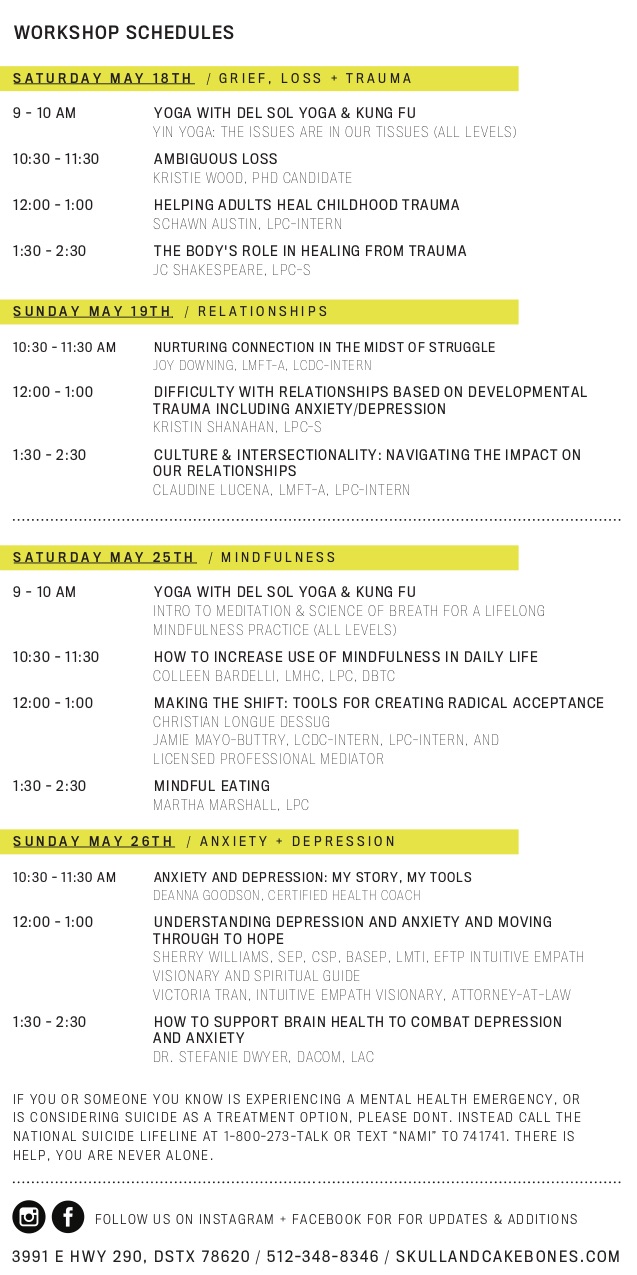 WORKSHOP SCHEDULES
SATURDAY MAY 18TH / GRIEF, LOSS + TRAUMA
9 - 10 AM YOGA WITH DEL SOL YOGA & KUNG FU
YIN YOGA: THE ISSUES ARE IN OUR TISSUES (ALL LEVELS)
10:30 - 11:30 AMBIGUOUS LOSS
KRISTIE WOOD, PHD CANDIDATE
12:00 - 1:00 HELPING ADULTS HEAL CHILDHOOD TRAUMA
SCHAWN AUSTIN, LPC-INTERN
1:30 - 2:30 THE BODY'S ROLE IN HEALING FROM TRAUMA
JC SHAKESPEARE, LPC-S
SUNDAY MAY 19TH / RELATIONSHIPS
10:30 - 11:30 AM NURTURING CONNECTION IN THE MIDST OF STRUGGLE
JOY DOWNING, LMFT-A, LCDC-INTERN
12:00 - 1:00 DIFFICULTY WITH RELATIONSHIPS BASED ON DEVELOPMENTAL
TRAUMA INCLUDING ANXIETY/DEPRESSION
KRISTIN SHANAHAN, LPC-S
1:30 - 2:30 CULTURE & INTERSECTIONALITY: NAVIGATING THE IMPACT ON
OUR RELATIONSHIPS
CLAUDINE LUCENA, LMFT-A, LPC-INTERN
SATURDAY MAY 25TH / MINDFULNESS
9 - 10 AM YOGA WITH DEL SOL YOGA & KUNG FU
INTRO TO MEDITATION & SCIENCE OF BREATH FOR A LIFELONG
MINDFULNESS PRACTICE (ALL LEVELS)
10:30 - 11:30 HOW TO INCREASE USE OF MINDFULNESS IN DAILY LIFE
COLLEEN BARDELLI, LMHC, LPC, DBTC
12:00 - 1:00 MAKING THE SHIFT: TOOLS FOR CREATING RADICAL ACCEPTANCE
CHRISTIAN LONGUE DESSUG
JAMIE MAYO-BUTTRY, LCDC-INTERN, LPC-INTERN, AND
LICENSED PROFESSIONAL MEDIATOR
1:30 - 2:30 MINDFUL EATING
MARTHA MARSHALL, LPC
SUNDAY MAY 26TH / ANXIETY + DEPRESSION
10:30 - 11:30 AM ANXIETY AND DEPRESSION: MY STORY, MY TOOLS
DEANNA GOODSON, CERTIFIED HEALTH COACH
12:00 - 1:00 UNDERSTANDING DEPRESSION AND ANXIETY AND MOVING
THROUGH TO HOPE
SHERRY WILLIAMS, SEP, CSP, BASEP, LMTI, EFTP INTUITIVE EMPATH
VISIONARY AND SPIRITUAL GUIDE
VICTORIA TRAN, INTUITIVE EMPATH VISIONARY, ATTORNEY-AT-LAW
1:30 - 2:30 HOW TO SUPPORT BRAIN HEALTH TO COMBAT DEPRESSION
AND ANXIETY
DR. STEFANIE DWYER, DACOM, LAC
IF YOU OR SOMEONE YOU KNOW IS EXPERIENCING A MENTAL HEALTH EMERGENCY, OR
IS CONSIDERING SUICIDE AS A TREATMENT OPTION, PLEASE DONT. INSTEAD CALL THE
NATIONAL SUICIDE LIFELINE AT 1-800-273-TALK OR TEXT “NAMI” TO 741741. THERE IS
HELP, YOU ARE NEVER ALONE.
FOLLOW US ON INSTAGRAM + FACEBOOK FOR FOR UPDATES & ADDITIONS
3991 E HWY 290, DSTX 78620 / 512-348-8346 / SKULLANDCAKEBONES.COM